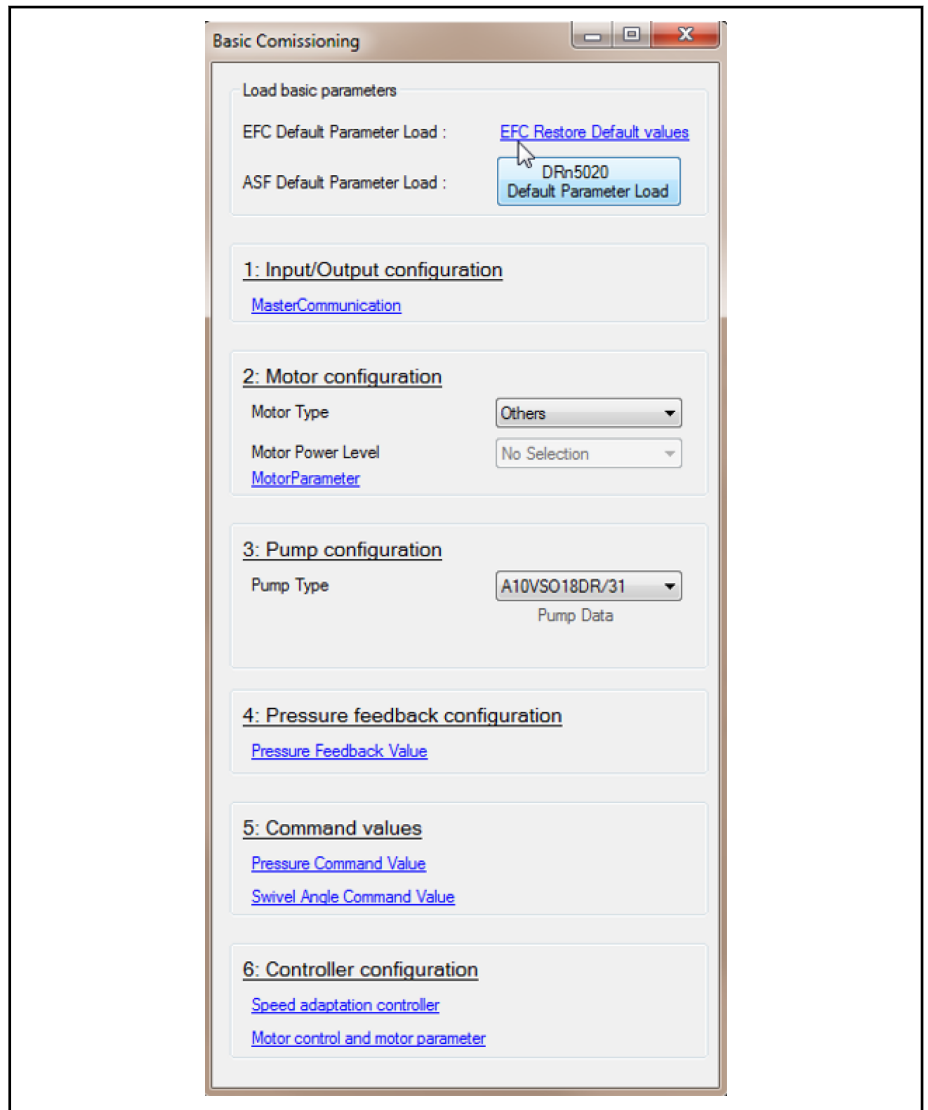 Basic Comissioning
Load basic parameters
EFC Default Parameter Load :
EFC Restore Default values
ASF Default Parameter Load :
DRn5020
Default Parameter Load
1: Input/Output configuration
MasterCommunication
2: Motor configuration
Motor Type
Others
Motor Power Level
No Selection
MotorParameter
3: Pump configuration
Pump Type
A10VSO18DR/31
Pump Data
4: Pressure feedback configuration
Pressure Feedback Value
5: Command values
Pressure Command Value
Swivel Angle Command Value
6: Controller configuration
Speed adaptation controller
Motor control and motor parameter